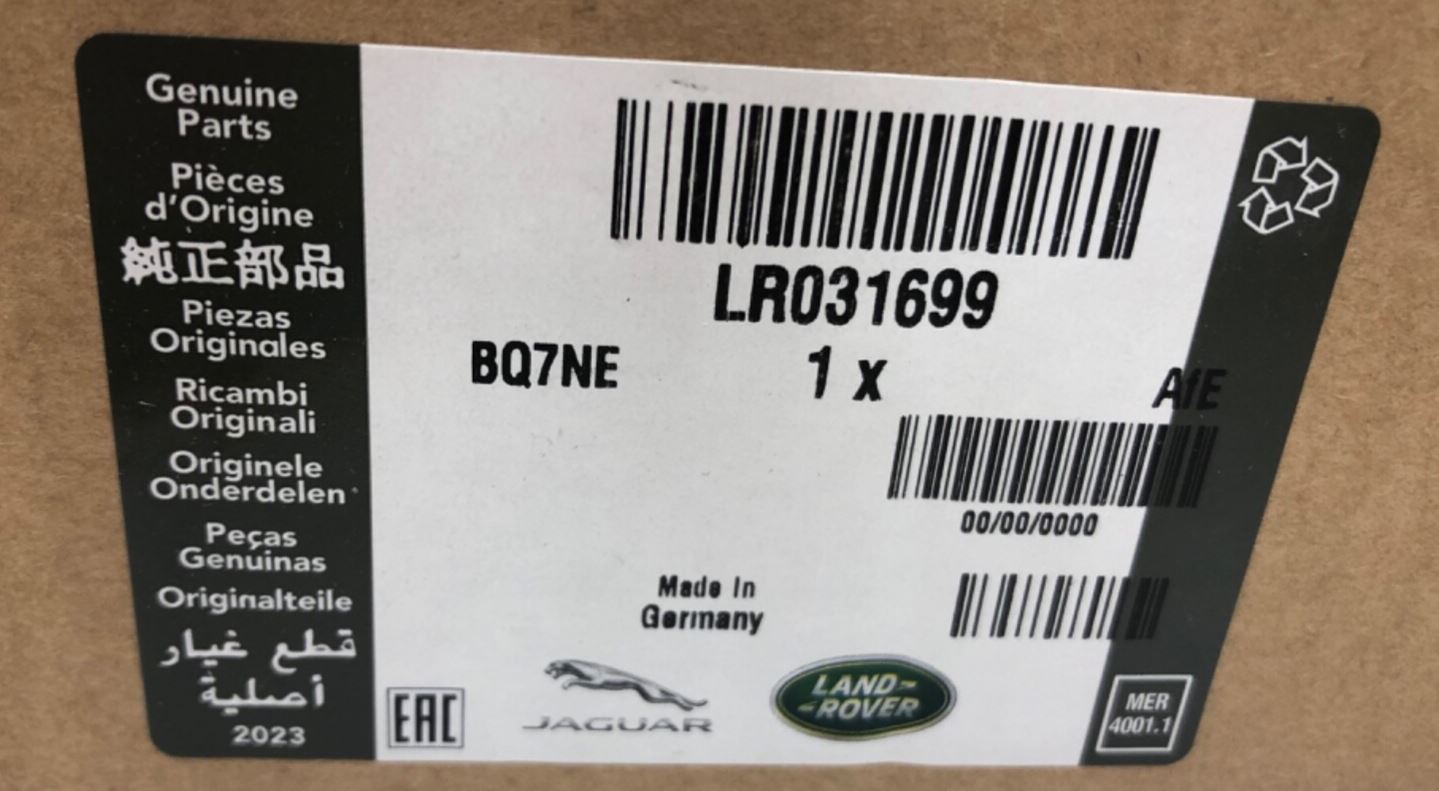 Genuine
Parts
Pièces
d'Origine
純正部品
Piezas
Originales
Ricambi
Originali
Originele
Onderdelen
Peças
Genuinas
Originalteile
قطع غيار
أصلية
2023
LR031699
BQ7NE 1 x AfE
00/00/0000
Made In
Germany
EAC
JAGUAR
LAND-
-ROVER
MER
4001.1